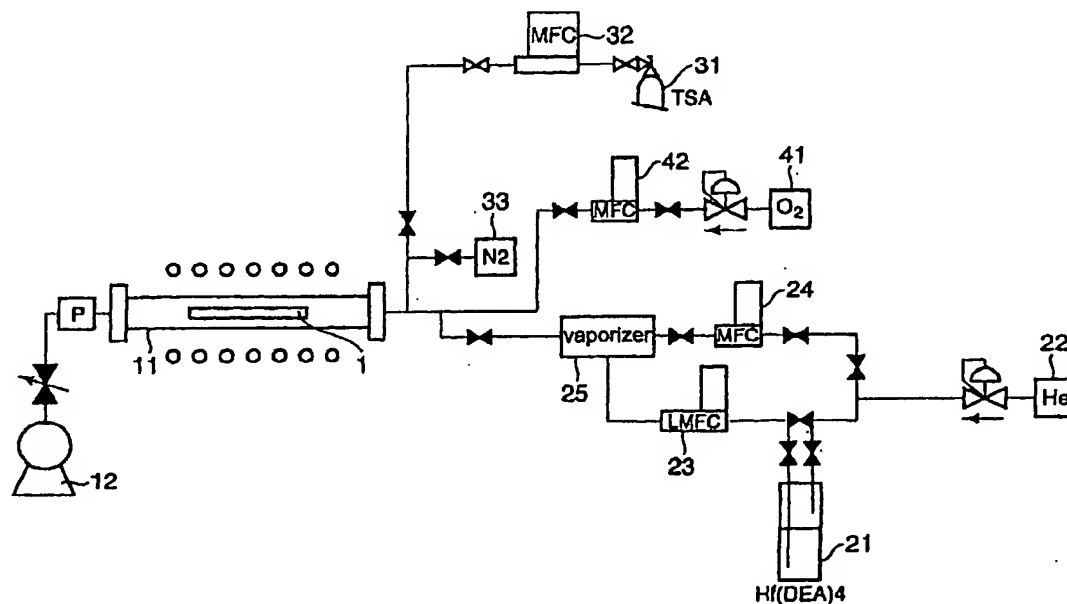 MFC
32
31
TSA
42
41
MFC
O₂
33
N2
24
P
vaporizer
MFC
22
11
1
25
He
LMFC
23
12
21
Hf(DEA)4